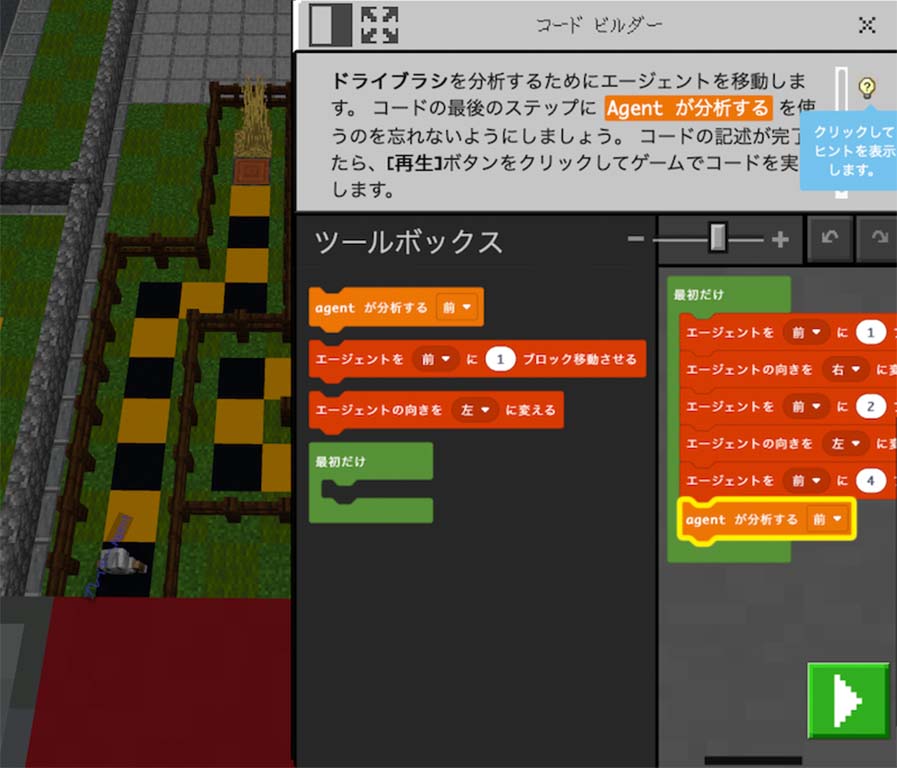 コード ビルダー
ドライブラシを分析するためにエージェントを移動しま
す。 コードの最後のステップに Agent が分析する を使
うのを忘れないようにしましょう。 コードの記述が完了
たら、[再生]ボタンをクリックしてゲームでコードを実
します。
クリックして
ヒントを表示
します。
ツールボックス
agent が分析する 前
エージェントを 前 に 1 ブロック移動させる
エージェントの向きを 左 に変える
最初だけ
最初だけ
エージェントを 前 に 1
エージェントの向きを 右 に変
エージェントを 前 に 2
エージェントの向きを 左 に変
エージェントを 前 に 4
agent が分析する 前